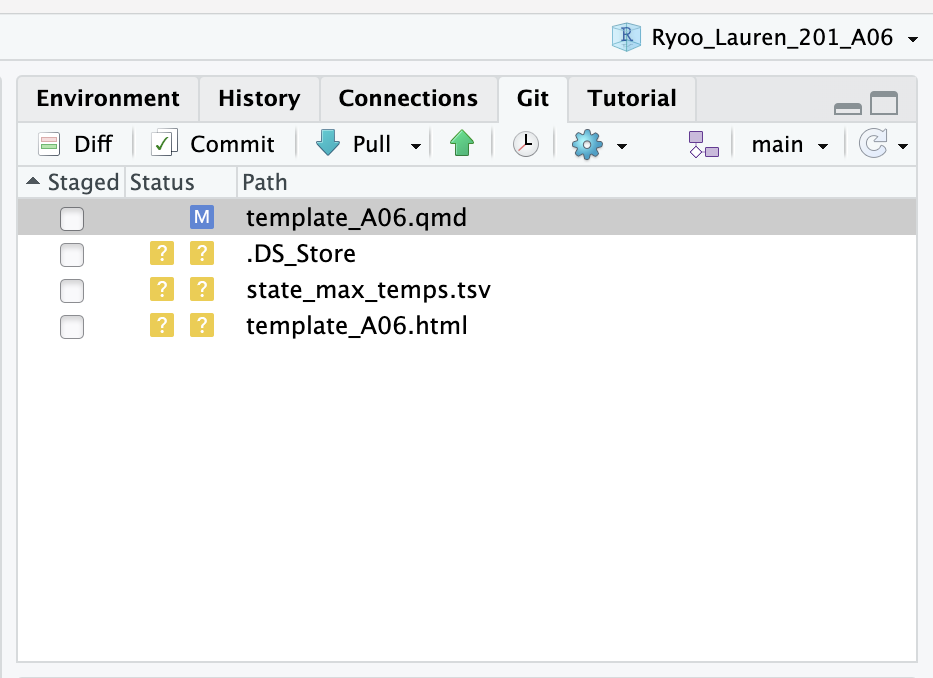 R Ryoo_Lauren_201_A06
Environment History Connections Git Tutorial
Diff Commit Pull main
Staged Status Path
M template_A06.qmd
? ? .DS_Store
? ? state_max_temps.tsv
? ? template_A06.html